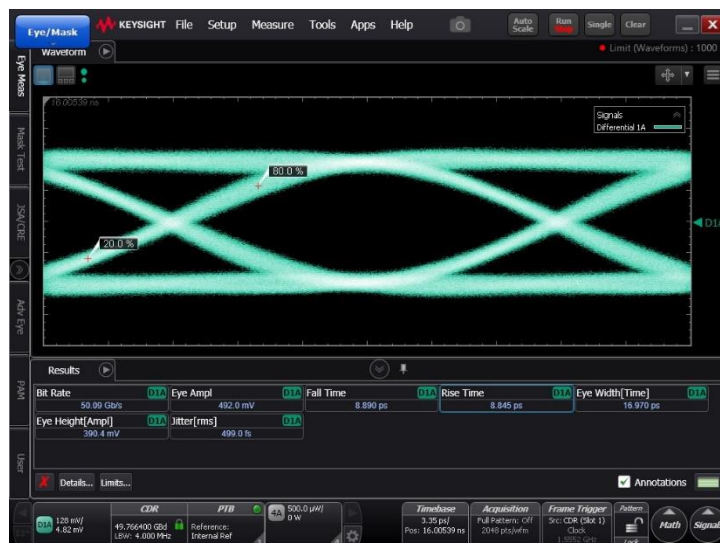 Eye/Mask
KEYSIGHT File Setup Measure Tools Apps Help
Auto Scale
Run Stop
Single
Clear
Waveform
Limit (Waveforms) : 1000
Eye Meas
Mask Test
JSA/CRE
Adv Eye
PAM
User
16.00539 ns
Signals
Differential 1A
80.0 %
20.0 %
D1A
Results
Bit Rate D1A
50.09 Gb/s
Eye Ampl D1A
492.0 mV
Fall Time D1A
8.890 ps
Rise Time D1A
8.845 ps
Eye Width[Time] D1A
16.970 ps
Eye Height[Ampl] D1A
390.4 mV
Jitter[rms] D1A
499.0 fs
Details...
Limits...
Annotations
D1A
128 mV/
4.82 mV
CDR
49.766400 GBd
LBW: 4.000 MHz
PTB
Reference:
Internal Ref
4A
500.0 µW/
0 W
Timebase
3.35 ps/
Pos: 16.00539 ns
Acquisition
Full Pattern: Off
2048 pts/wfm
Frame Trigger
Src: CDR (Slot 1)
Clock
1.5552 GHz
Pattern
Lock
Math
Signals